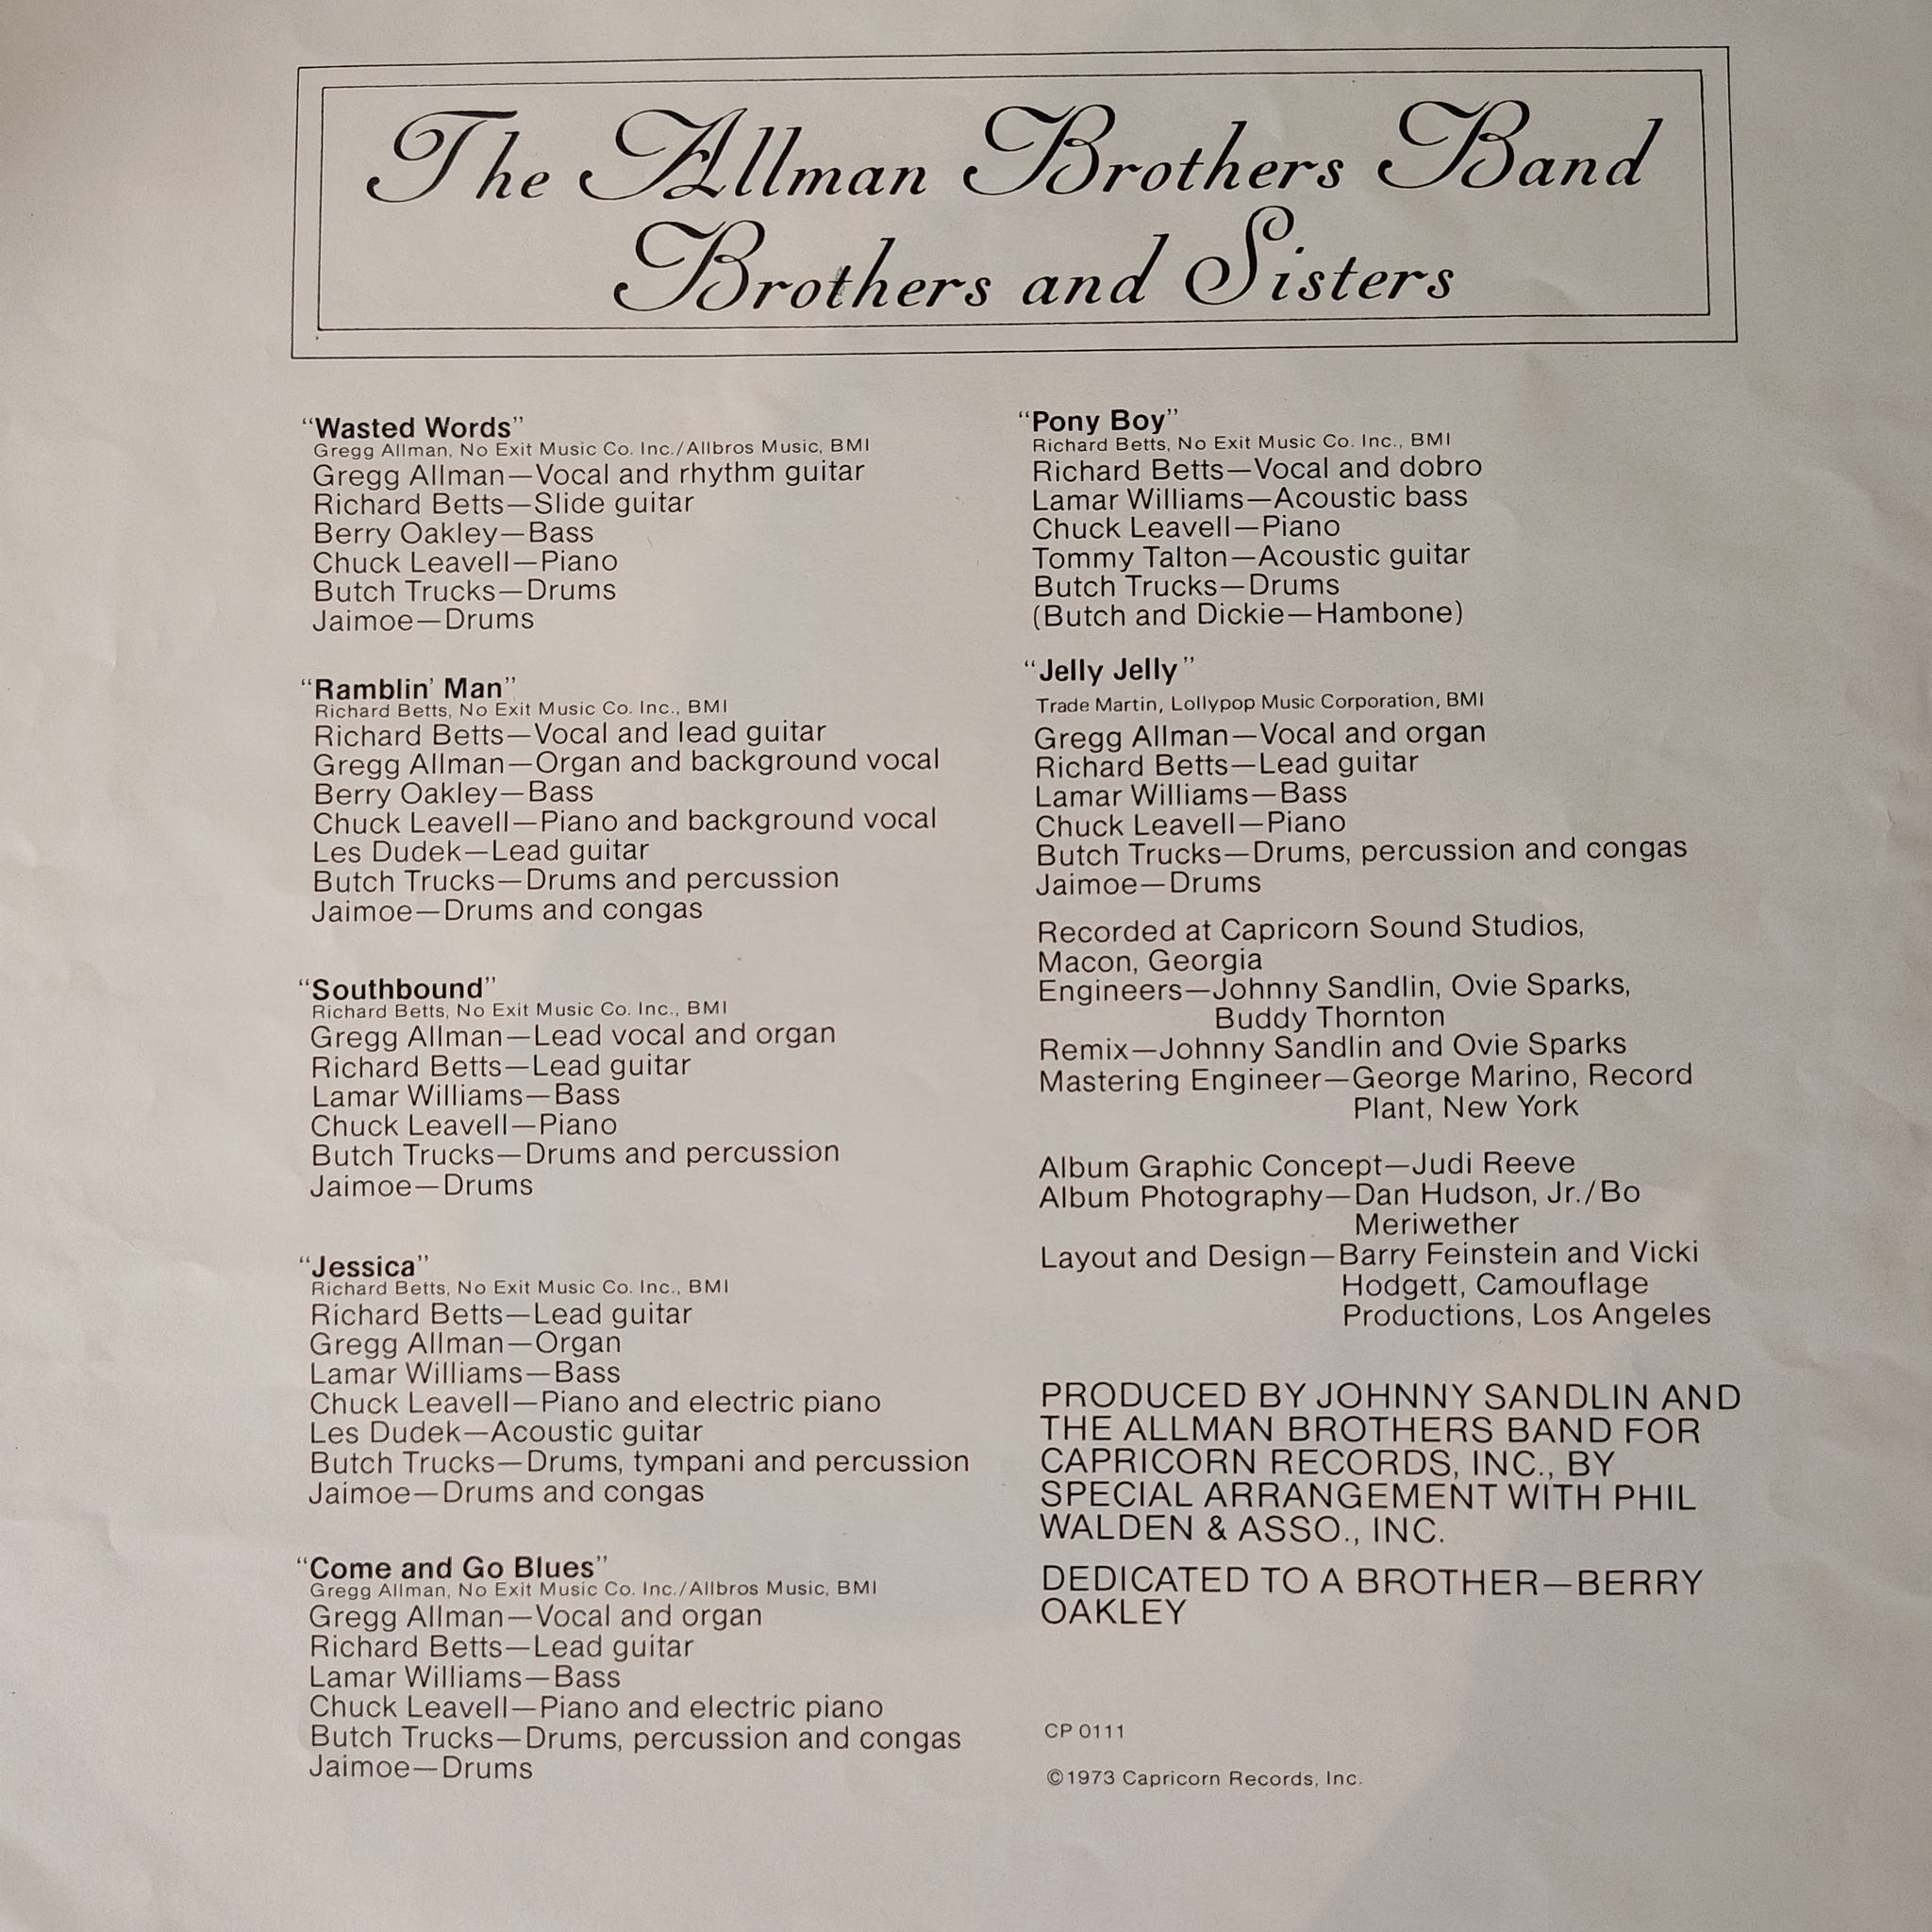 The Allman Brothers Band
Brothers and Sisters
“Wasted Words”
Gregg Allman, No Exit Music Co. Inc./Allbros Music, BMI
Gregg Allman—Vocal and rhythm guitar
Richard Betts—Slide guitar
Berry Oakley—Bass
Chuck Leavell—Piano
Butch Trucks—Drums
Jaimoe—Drums
“Ramblin’ Man”
Richard Betts, No Exit Music Co. Inc., BMI
Richard Betts—Vocal and lead guitar
Gregg Allman—Organ and background vocal
Berry Oakley—Bass
Chuck Leavell—Piano and background vocal
Les Dudek—Lead guitar
Butch Trucks—Drums and percussion
Jaimoe—Drums and congas
“Southbound”
Richard Betts, No Exit Music Co. Inc., BMI
Gregg Allman—Lead vocal and organ
Richard Betts—Lead guitar
Lamar Williams—Bass
Chuck Leavell—Piano
Butch Trucks—Drums and percussion
Jaimoe—Drums
“Jessica”
Richard Betts, No Exit Music Co. Inc., BMI
Richard Betts—Lead guitar
Gregg Allman—Organ
Lamar Williams—Bass
Chuck Leavell—Piano and electric piano
Les Dudek—Acoustic guitar
Butch Trucks—Drums, tympani and percussion
Jaimoe—Drums and congas
“Come and Go Blues”
Gregg Allman, No Exit Music Co. Inc./Allbros Music, BMI
Gregg Allman—Vocal and organ
Richard Betts—Lead guitar
Lamar Williams—Bass
Chuck Leavell—Piano and electric piano
Butch Trucks—Drums, percussion and congas
Jaimoe—Drums
“Pony Boy”
Richard Betts, No Exit Music Co. Inc., BMI
Richard Betts—Vocal and dobro
Lamar Williams—Acoustic bass
Chuck Leavell—Piano
Tommy Talton—Acoustic guitar
Butch Trucks—Drums
(Butch and Dickie—Hambone)
“Jelly Jelly”
Trade Martin, Lollypop Music Corporation, BMI
Gregg Allman—Vocal and organ
Richard Betts—Lead guitar
Lamar Williams—Bass
Chuck Leavell—Piano
Butch Trucks—Drums, percussion and congas
Jaimoe—Drums
Recorded at Capricorn Sound Studios,
Macon, Georgia
Engineers—Johnny Sandlin, Ovie Sparks,
Buddy Thornton
Remix—Johnny Sandlin and Ovie Sparks
Mastering Engineer—George Marino, Record
Plant, New York
Album Graphic Concept—Judi Reeve
Album Photography—Dan Hudson, Jr./Bo
Meriwether
Layout and Design—Barry Feinstein and Vicki
Hodgett, Camouflage
Productions, Los Angeles
PRODUCED BY JOHNNY SANDLIN AND
THE ALLMAN BROTHERS BAND FOR
CAPRICORN RECORDS, INC., BY
SPECIAL ARRANGEMENT WITH PHIL
WALDEN & ASSO., INC.
DEDICATED TO A BROTHER—BERRY
OAKLEY
CP 0111
©1973 Capricorn Records, Inc.